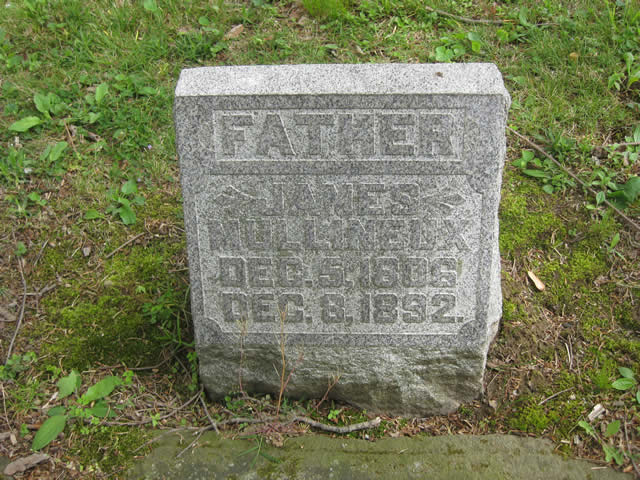 FATHER
JAMES
MULLINEUX
DEC. 5, 1806
DEC. 8, 1892.